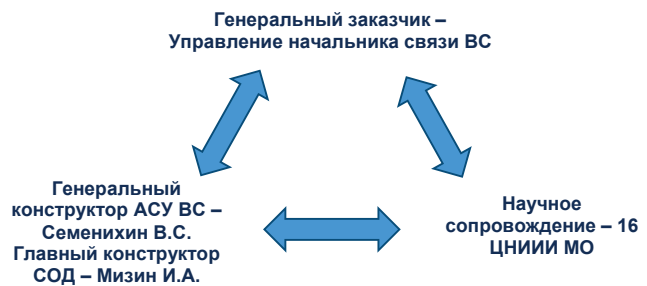 Генеральный заказчик –
Управление начальника связи ВС
Генеральный
конструктор АСУ ВС –
Семенихин В.С.
Главный конструктор
СОД – Мизин И.А.
Научное
сопровождение – 16
ЦНИИИ МО